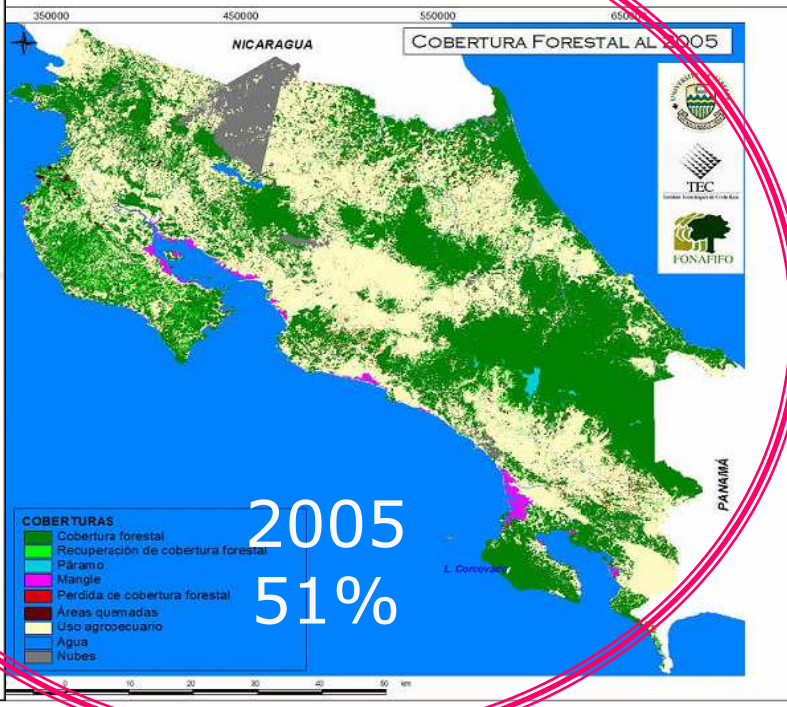 350000 450000 550000 650000
NICARAGUA
COBERTURA FORESTAL AL 2005
TEC
FONAFIFO
PANAMÁ
L. Corcovado
COBERTURAS
Cobertura forestal
Recuperación de cobertura forestal
Páramo
Mangle
Perdida de cobertura forestal
Áreas quemadas
Uso agropecuario
Agua
Nubes
2005
51%
0 10 20 30 40 50 km